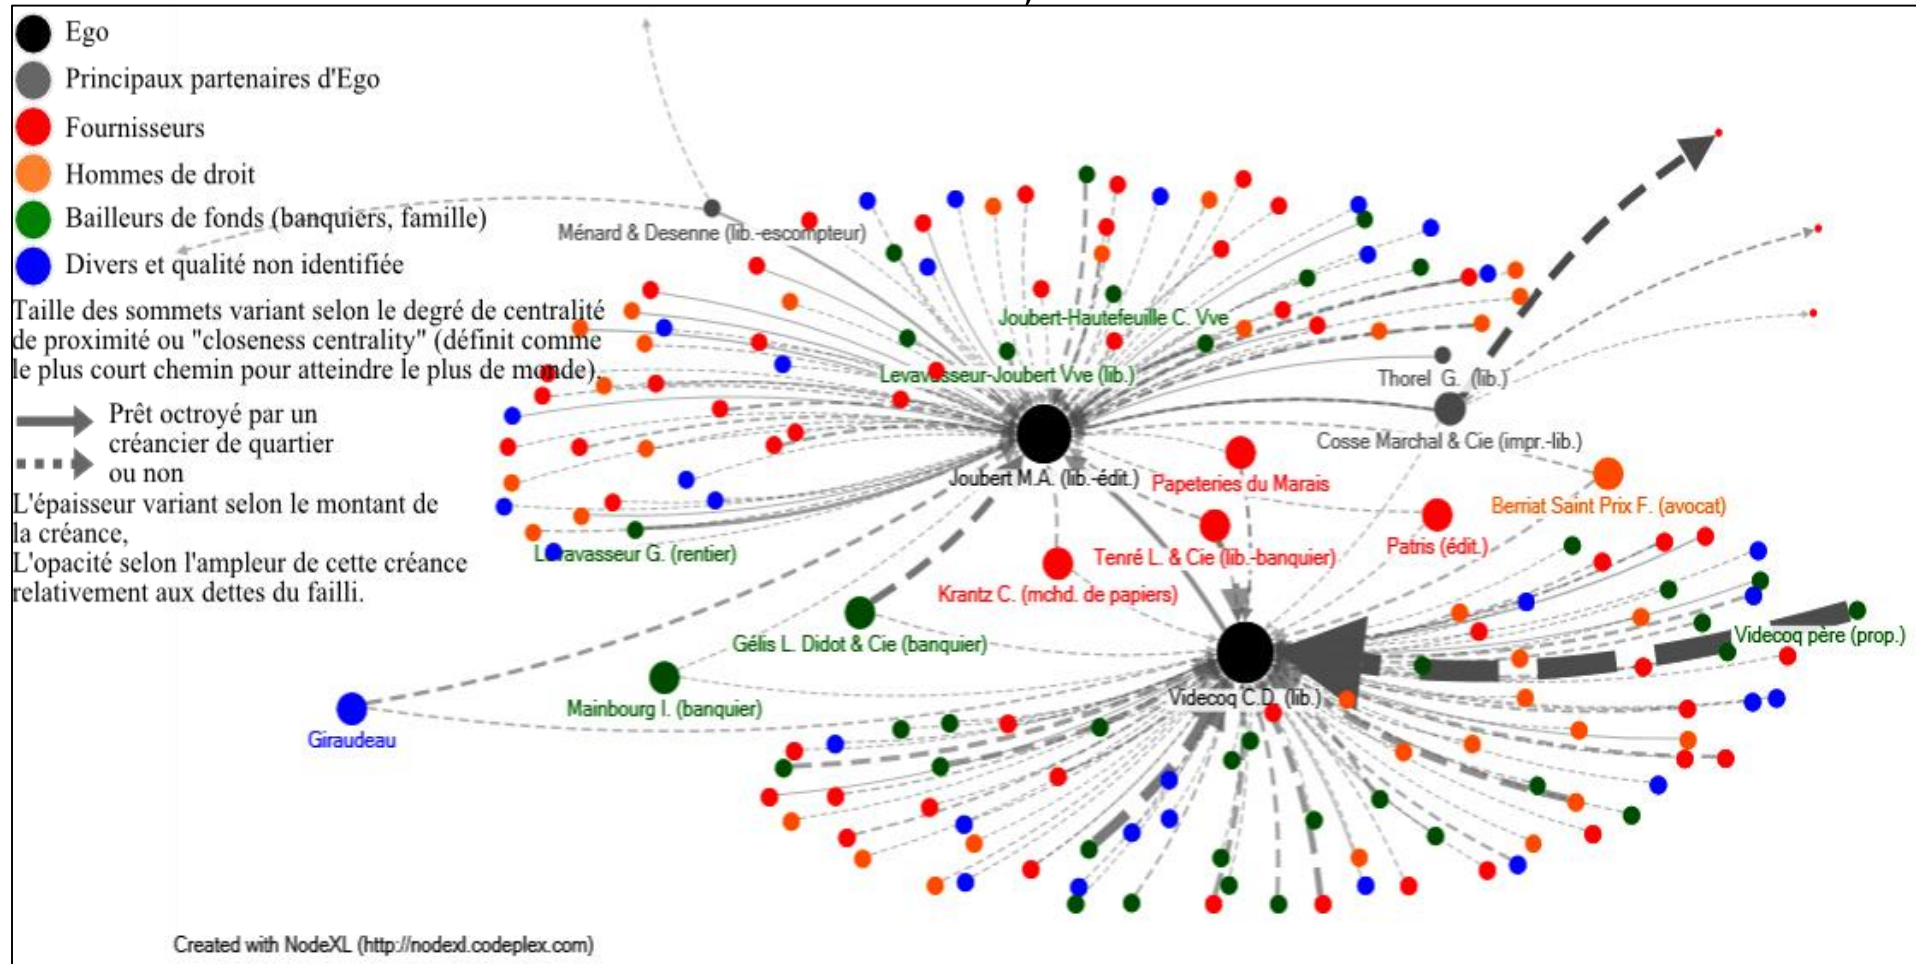 Ego
Principaux partenaires d'Ego
Fournisseurs
Hommes de droit
Bailleurs de fonds (banquiers, famille)
Divers et qualité non identifiée
Taille des sommets variant selon le degré de centralité
de proximité ou "closeness centrality" (définit comme
le plus court chemin pour atteindre le plus de monde).
Prêt octroyé par un
créancier de quartier
ou non
L'épaisseur variant selon le montant de
la créance,
L'opacité selon l'ampleur de cette créance
relativement aux dettes du failli.
Ménard & Desenne (lib.-escompteur)
Joubert-Hautefeuille C. Vve
Levavasseur-Joubert Vve (lib.)
Thorel G. (lib.)
Cosse Marchal & Cie (impr.-lib.)
Joubert M.A. (lib.-édit.)
Papeteries du Marais
Berriat Saint Prix F. (avocat)
Patris (édit.)
Tenré L. & Cie (lib.-banquier)
Levavasseur G. (rentier)
Krantz C. (mchd. de papiers)
Gélis L. Didot & Cie (banquier)
Videcoq père (prop.)
Videcoq C.D. (lib.)
Mainbourg I. (banquier)
Giraudeau
Created with NodeXL (http://nodexl.codeplex.com)